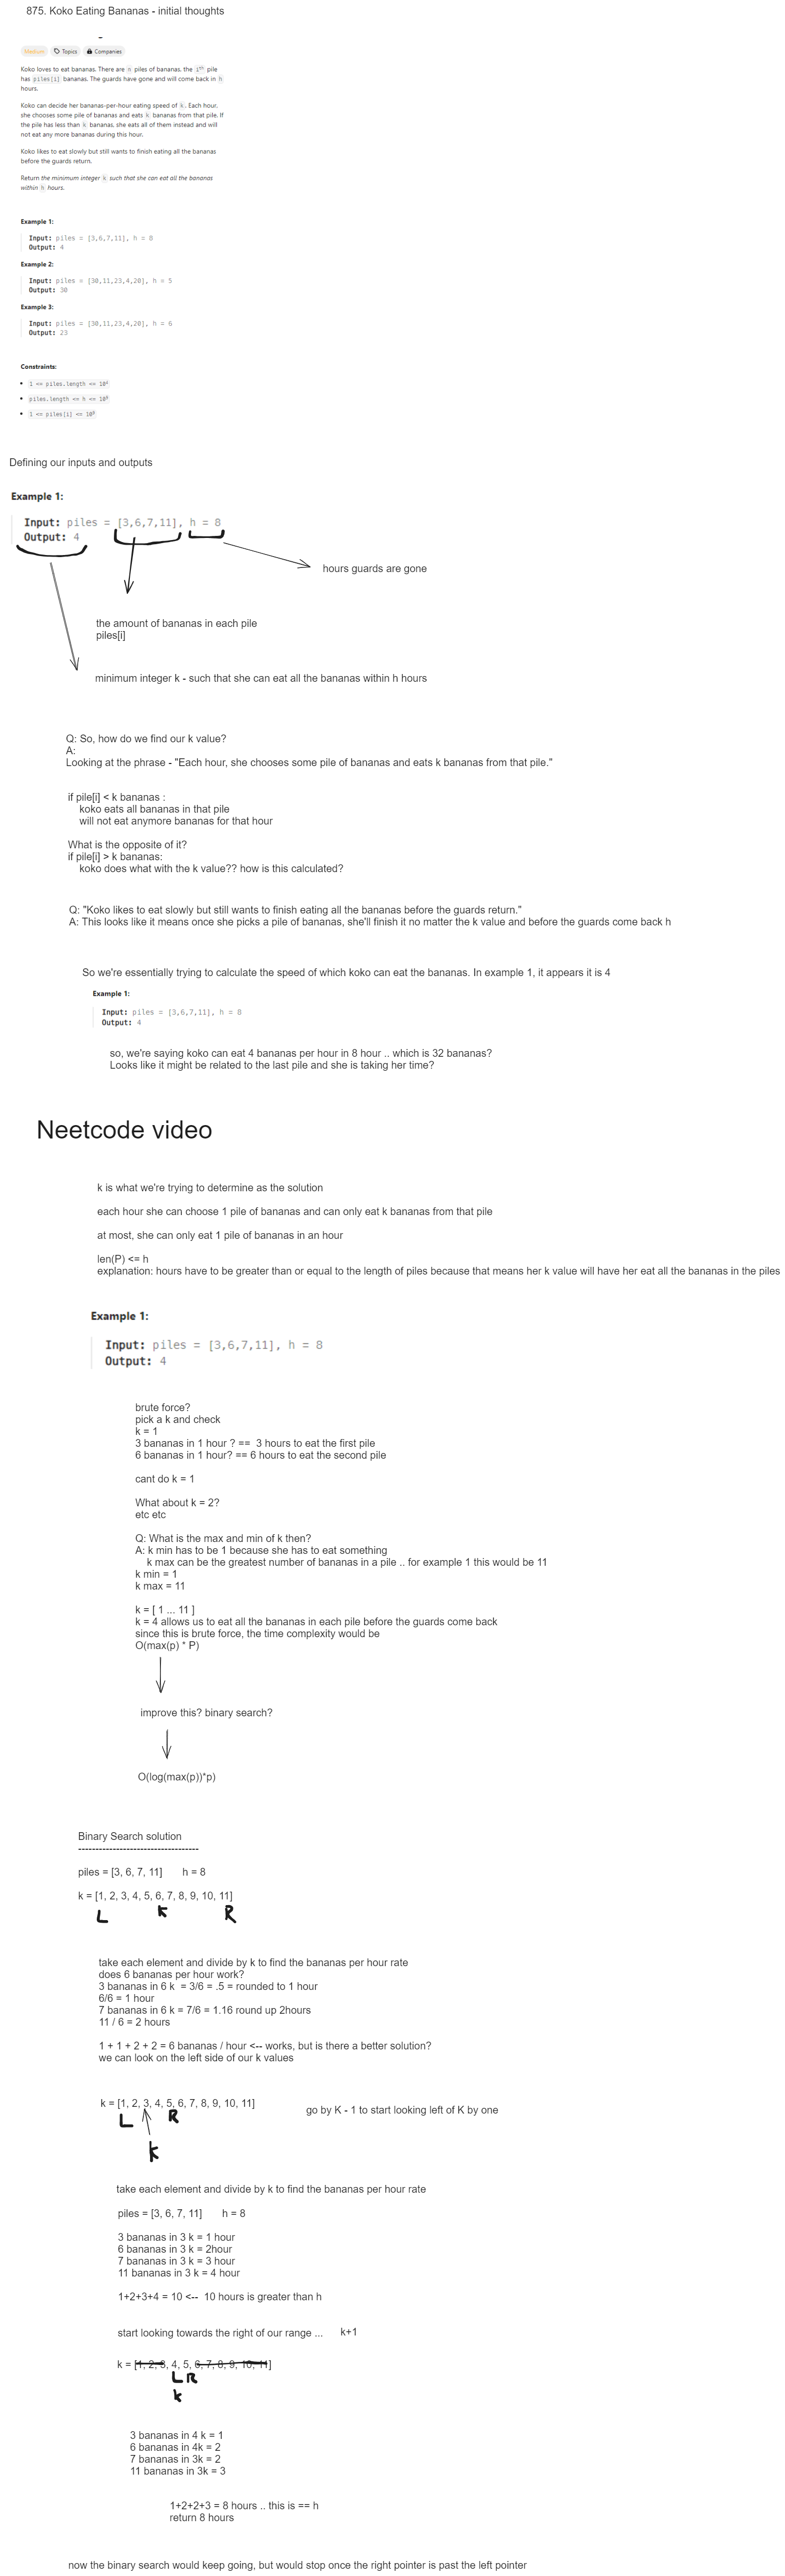 875. Koko Eating Bananas - initial thoughts
Medium Topics Companies
Koko loves to eat bananas. There are n piles of bananas, the ith pile
has piles[i] bananas. The guards have gone and will come back in h
hours.
Koko can decide her bananas-per-hour eating speed of k. Each hour,
she chooses some pile of bananas and eats k bananas from that pile. If
the pile has less than k bananas, she eats all of them instead and will
not eat any more bananas during this hour.
Koko likes to eat slowly but still wants to finish eating all the bananas
before the guards return.
Return the minimum integer k such that she can eat all the bananas
within h hours.
Example 1:
Input: piles = [3,6,7,11], h = 8
Output: 4
Example 2:
Input: piles = [30,11,23,4,20], h = 5
Output: 30
Example 3:
Input: piles = [30,11,23,4,20], h = 6
Output: 23
Constraints:
• 1 <= piles.length <= 10⁴
• piles.length <= h <= 10⁹
• 1 <= piles[i] <= 10⁹
Defining our inputs and outputs
Example 1:
Input: piles = [3,6,7,11], h = 8
Output: 4
hours guards are gone
the amount of bananas in each pile
piles[i]
minimum integer k - such that she can eat all the bananas within h hours
Q: So, how do we find our k value?
A:
Looking at the phrase - "Each hour, she chooses some pile of bananas and eats k bananas from that pile."
if pile[i] < k bananas :
koko eats all bananas in that pile
will not eat anymore bananas for that hour
What is the opposite of it?
if pile[i] > k bananas:
koko does what with the k value?? how is this calculated?
Q: "Koko likes to eat slowly but still wants to finish eating all the bananas before the guards return."
A: This looks like it means once she picks a pile of bananas, she'll finish it no matter the k value and before the guards come back h
So we're essentially trying to calculate the speed of which koko can eat the bananas. In example 1, it appears it is 4
Example 1:
Input: piles = [3,6,7,11], h = 8
Output: 4
so, we're saying koko can eat 4 bananas per hour in 8 hour .. which is 32 bananas?
Looks like it might be related to the last pile and she is taking her time?
Neetcode video
k is what we're trying to determine as the solution
each hour she can choose 1 pile of bananas and can only eat k bananas from that pile
at most, she can only eat 1 pile of bananas in an hour
len(P) <= h
explanation: hours have to be greater than or equal to the length of piles because that means her k value will have her eat all the bananas in the piles
Example 1:
Input: piles = [3,6,7,11], h = 8
Output: 4
brute force?
pick a k and check
k = 1
3 bananas in 1 hour ? == 3 hours to eat the first pile
6 bananas in 1 hour? == 6 hours to eat the second pile
cant do k = 1
What about k = 2?
etc etc
Q: What is the max and min of k then?
A: k min has to be 1 because she has to eat something
k max can be the greatest number of bananas in a pile .. for example 1 this would be 11
k min = 1
k max = 11
k = [ 1 ... 11 ]
k = 4 allows us to eat all the bananas in each pile before the guards come back
since this is brute force, the time complexity would be
O(max(p) * P)
improve this? binary search?
O(log(max(p))*p)
Binary Search solution
-----------------------------------
piles = [3, 6, 7, 11] h = 8
k = [1, 2, 3, 4, 5, 6, 7, 8, 9, 10, 11]
L K R
take each element and divide by k to find the bananas per hour rate
does 6 bananas per hour work?
3 bananas in 6 k = 3/6 = .5 = rounded to 1 hour
6/6 = 1 hour
7 bananas in 6 k = 7/6 = 1.16 round up 2hours
11 / 6 = 2 hours
1 + 1 + 2 + 2 = 6 bananas / hour <-- works, but is there a better solution?
we can look on the left side of our k values
k = [1, 2, 3, 4, 5, 6, 7, 8, 9, 10, 11]
go by K - 1 to start looking left of K by one
L R
K
take each element and divide by k to find the bananas per hour rate
piles = [3, 6, 7, 11] h = 8
3 bananas in 3 k = 1 hour
6 bananas in 3 k = 2hour
7 bananas in 3 k = 3 hour
11 bananas in 3 k = 4 hour
1+2+3+4 = 10 <-- 10 hours is greater than h
start looking towards the right of our range ... k+1
k = [1, 2, 3, 4, 5, 6, 7, 8, 9, 10, 11]
L R
K
3 bananas in 4 k = 1
6 bananas in 4k = 2
7 bananas in 3k = 2
11 bananas in 3k = 3
1+2+2+3 = 8 hours .. this is == h
return 8 hours
now the binary search would keep going, but would stop once the right pointer is past the left pointer